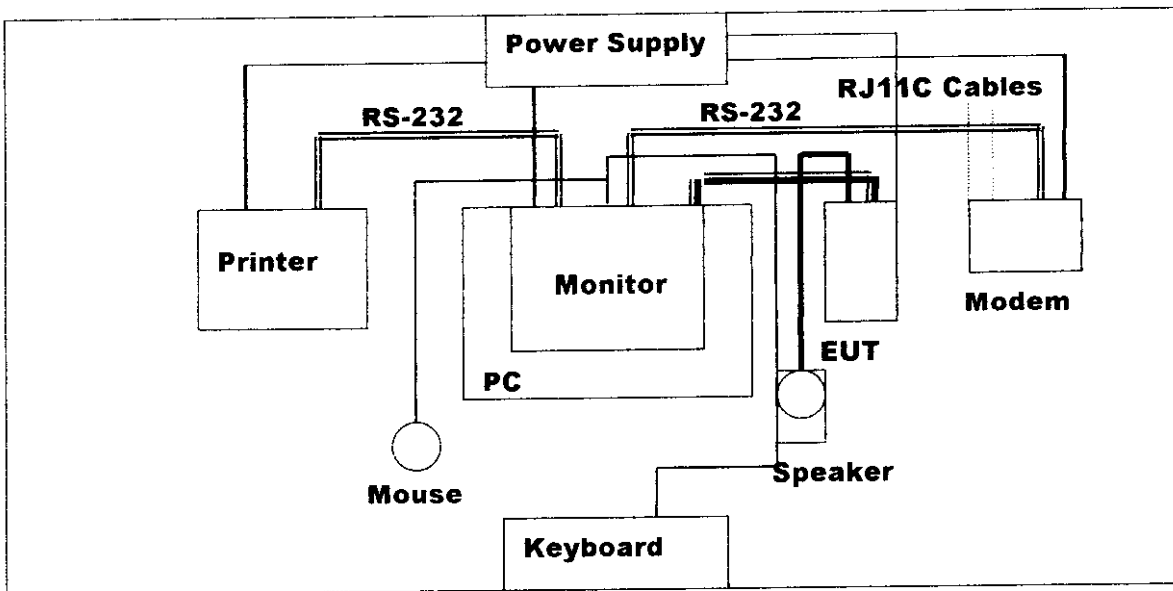 Power Supply
RJ11C Cables
RS-232
RS-232
Printer
Monitor
Modem
EUT
PC
Speaker
Mouse
Keyboard